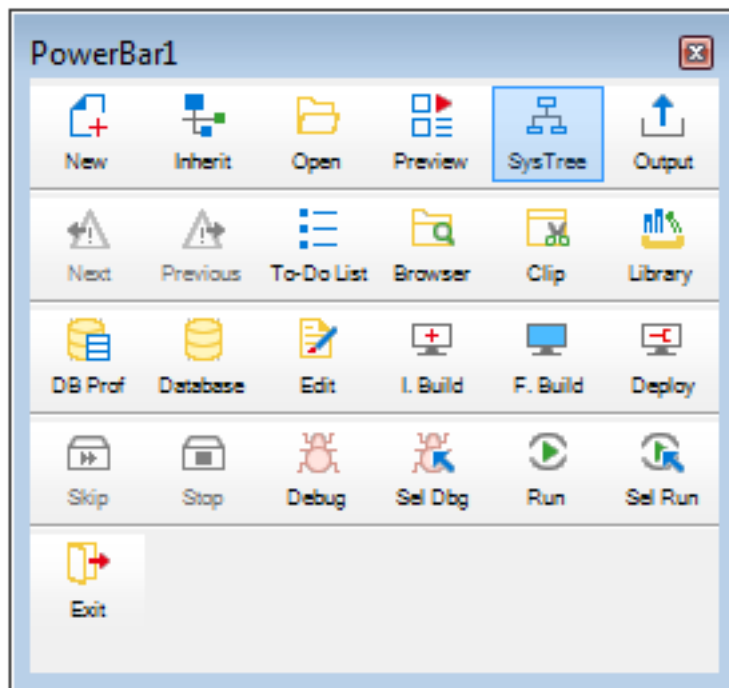 PowerBar1
New Inherit Open Preview SysTree Output
Next Previous To-Do List Browser Clip Library
DB Prof Database Edit I. Build F. Build Deploy
Skip Stop Debug Sel Dbg Run Sel Run
Exit